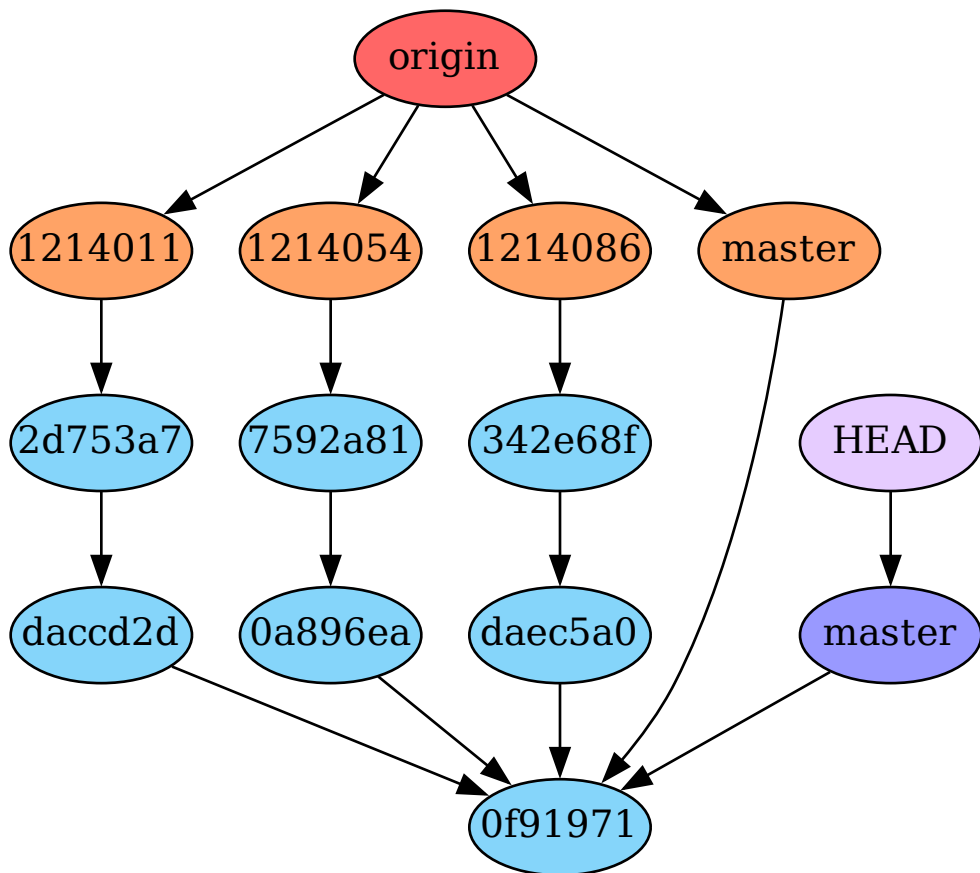 origin
1214011
1214054
1214086
master
2d753a7
7592a81
342e68f
HEAD
daccd2d
0a896ea
daec5a0
master
0f91971